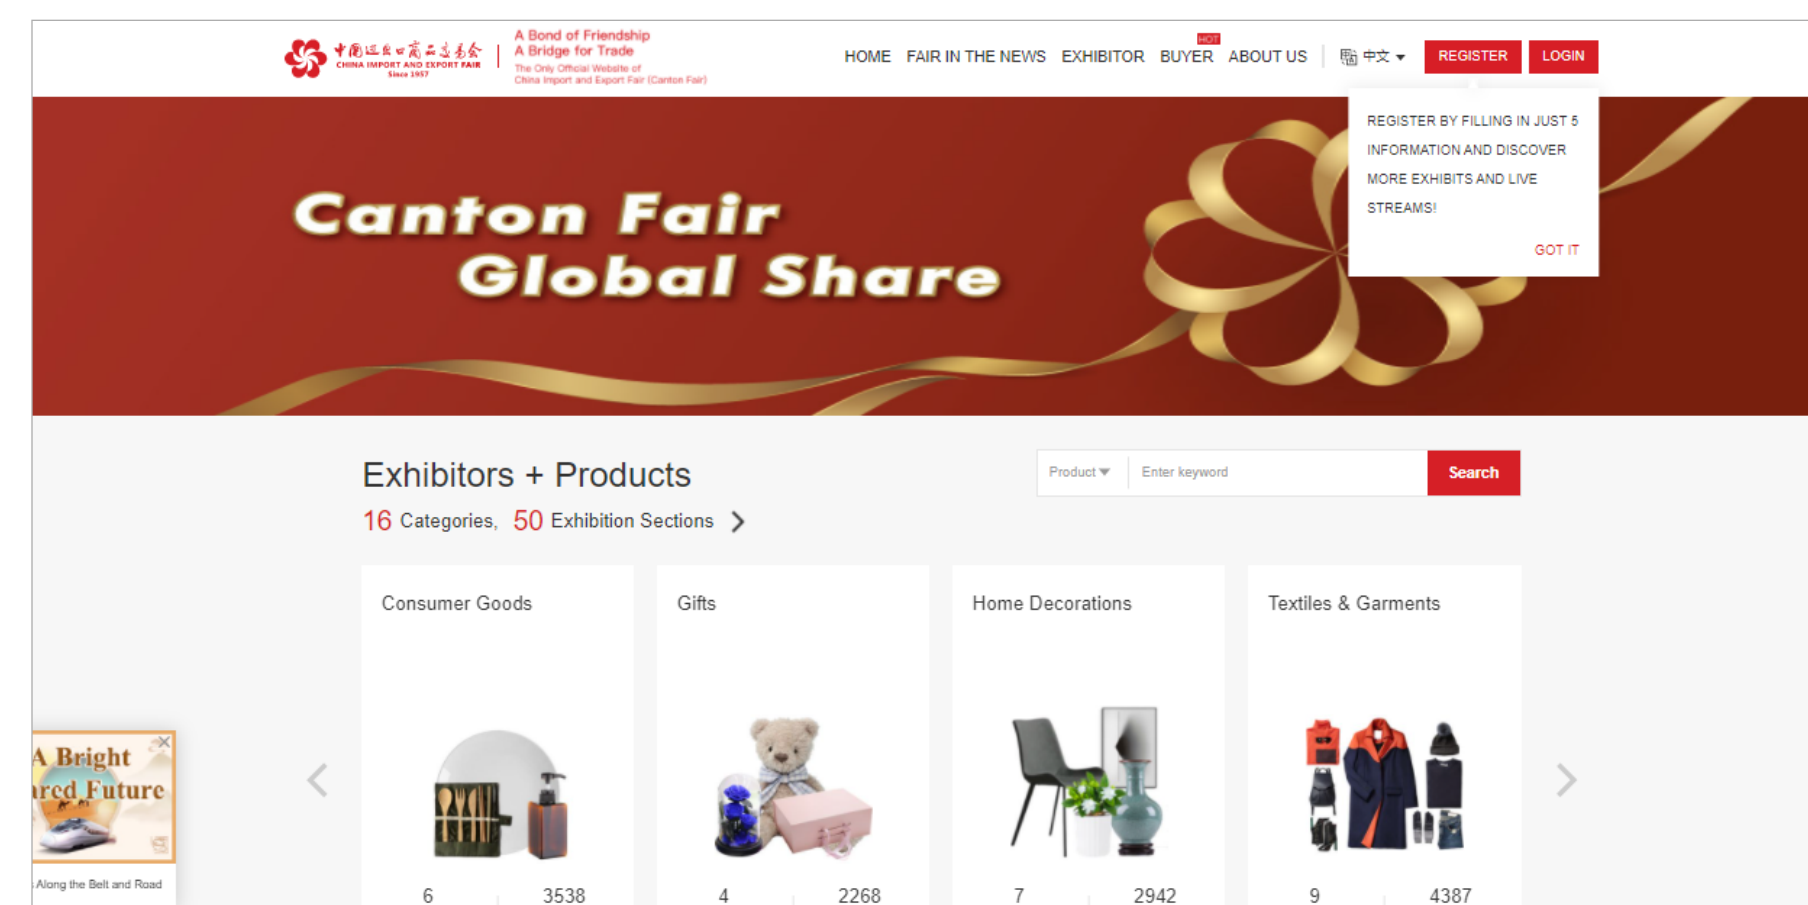 中国进出口商品交易会
CHINA IMPORT AND EXPORT FAIR
Since 1957
A Bond of Friendship
A Bridge for Trade
The Only Official Website of
China Import and Export Fair (Canton Fair)
HOME FAIR IN THE NEWS EXHIBITOR BUYER ABOUT US 中文 REGISTER LOGIN
HOT
REGISTER BY FILLING IN JUST 5
INFORMATION AND DISCOVER
MORE EXHIBITS AND LIVE
STREAMS!
GOT IT
Canton Fair
Global Share
Exhibitors + Products
Product Enter keyword Search
16 Categories, 50 Exhibition Sections
Consumer Goods
Gifts
Home Decorations
Textiles & Garments
A Bright
ared Future
Along the Belt and Road
6 3538
4 2268
7 2942
9 4387